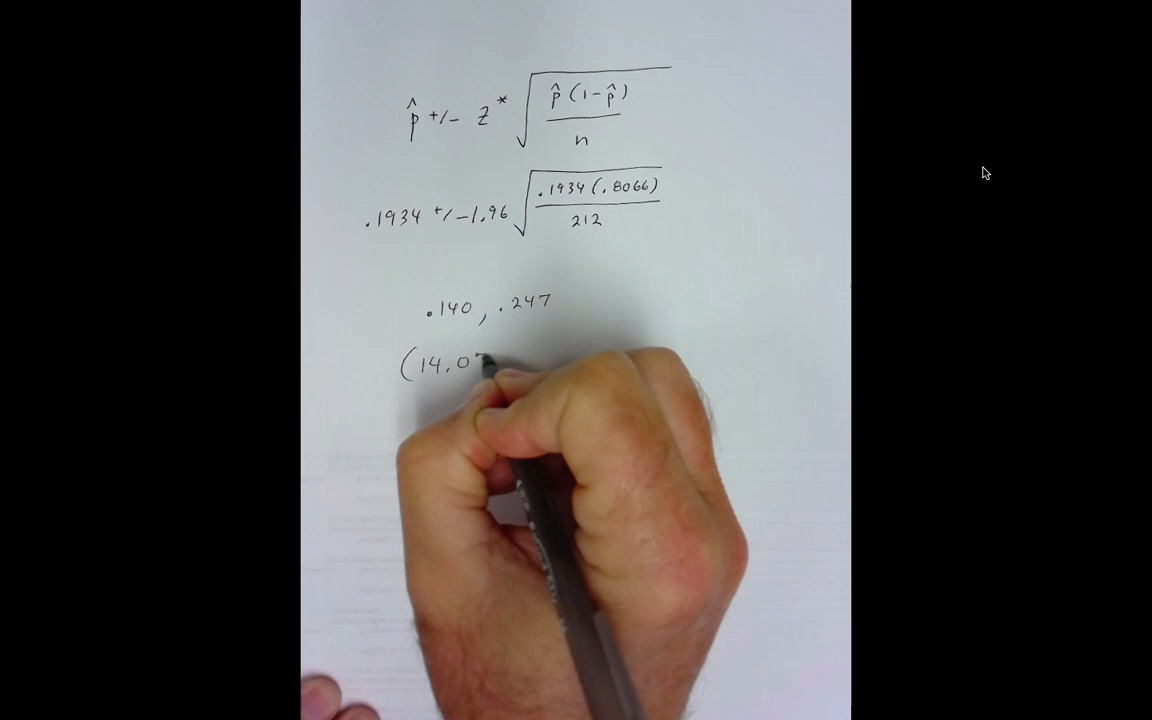 p̂ +/- z* √ p̂(1-p̂) / n
.1934 +/- 1.96 √ .1934(.8066) / 212
.140, .247
(14.0